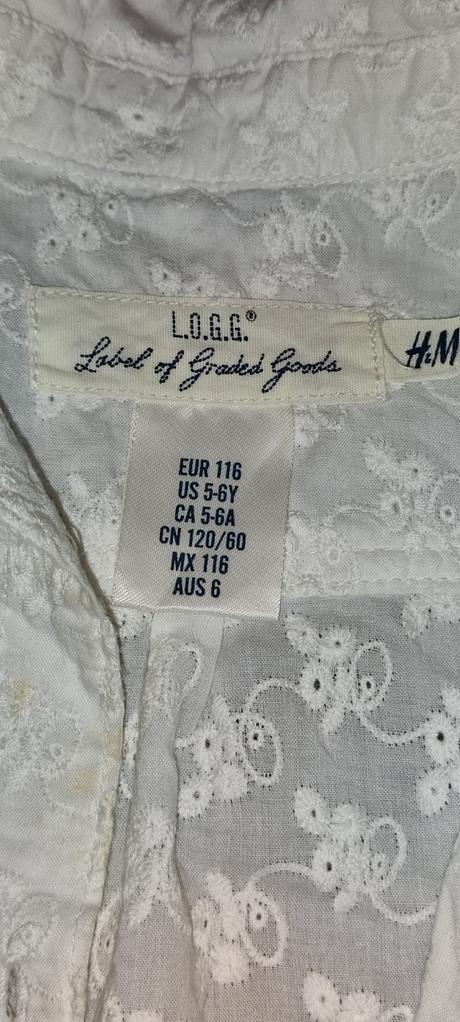 L.O.G.G.®
Label of Graded Goods
H&M
EUR 116
US 5-6Y
CA 5-6A
CN 120/60
MX 116
AUS 6